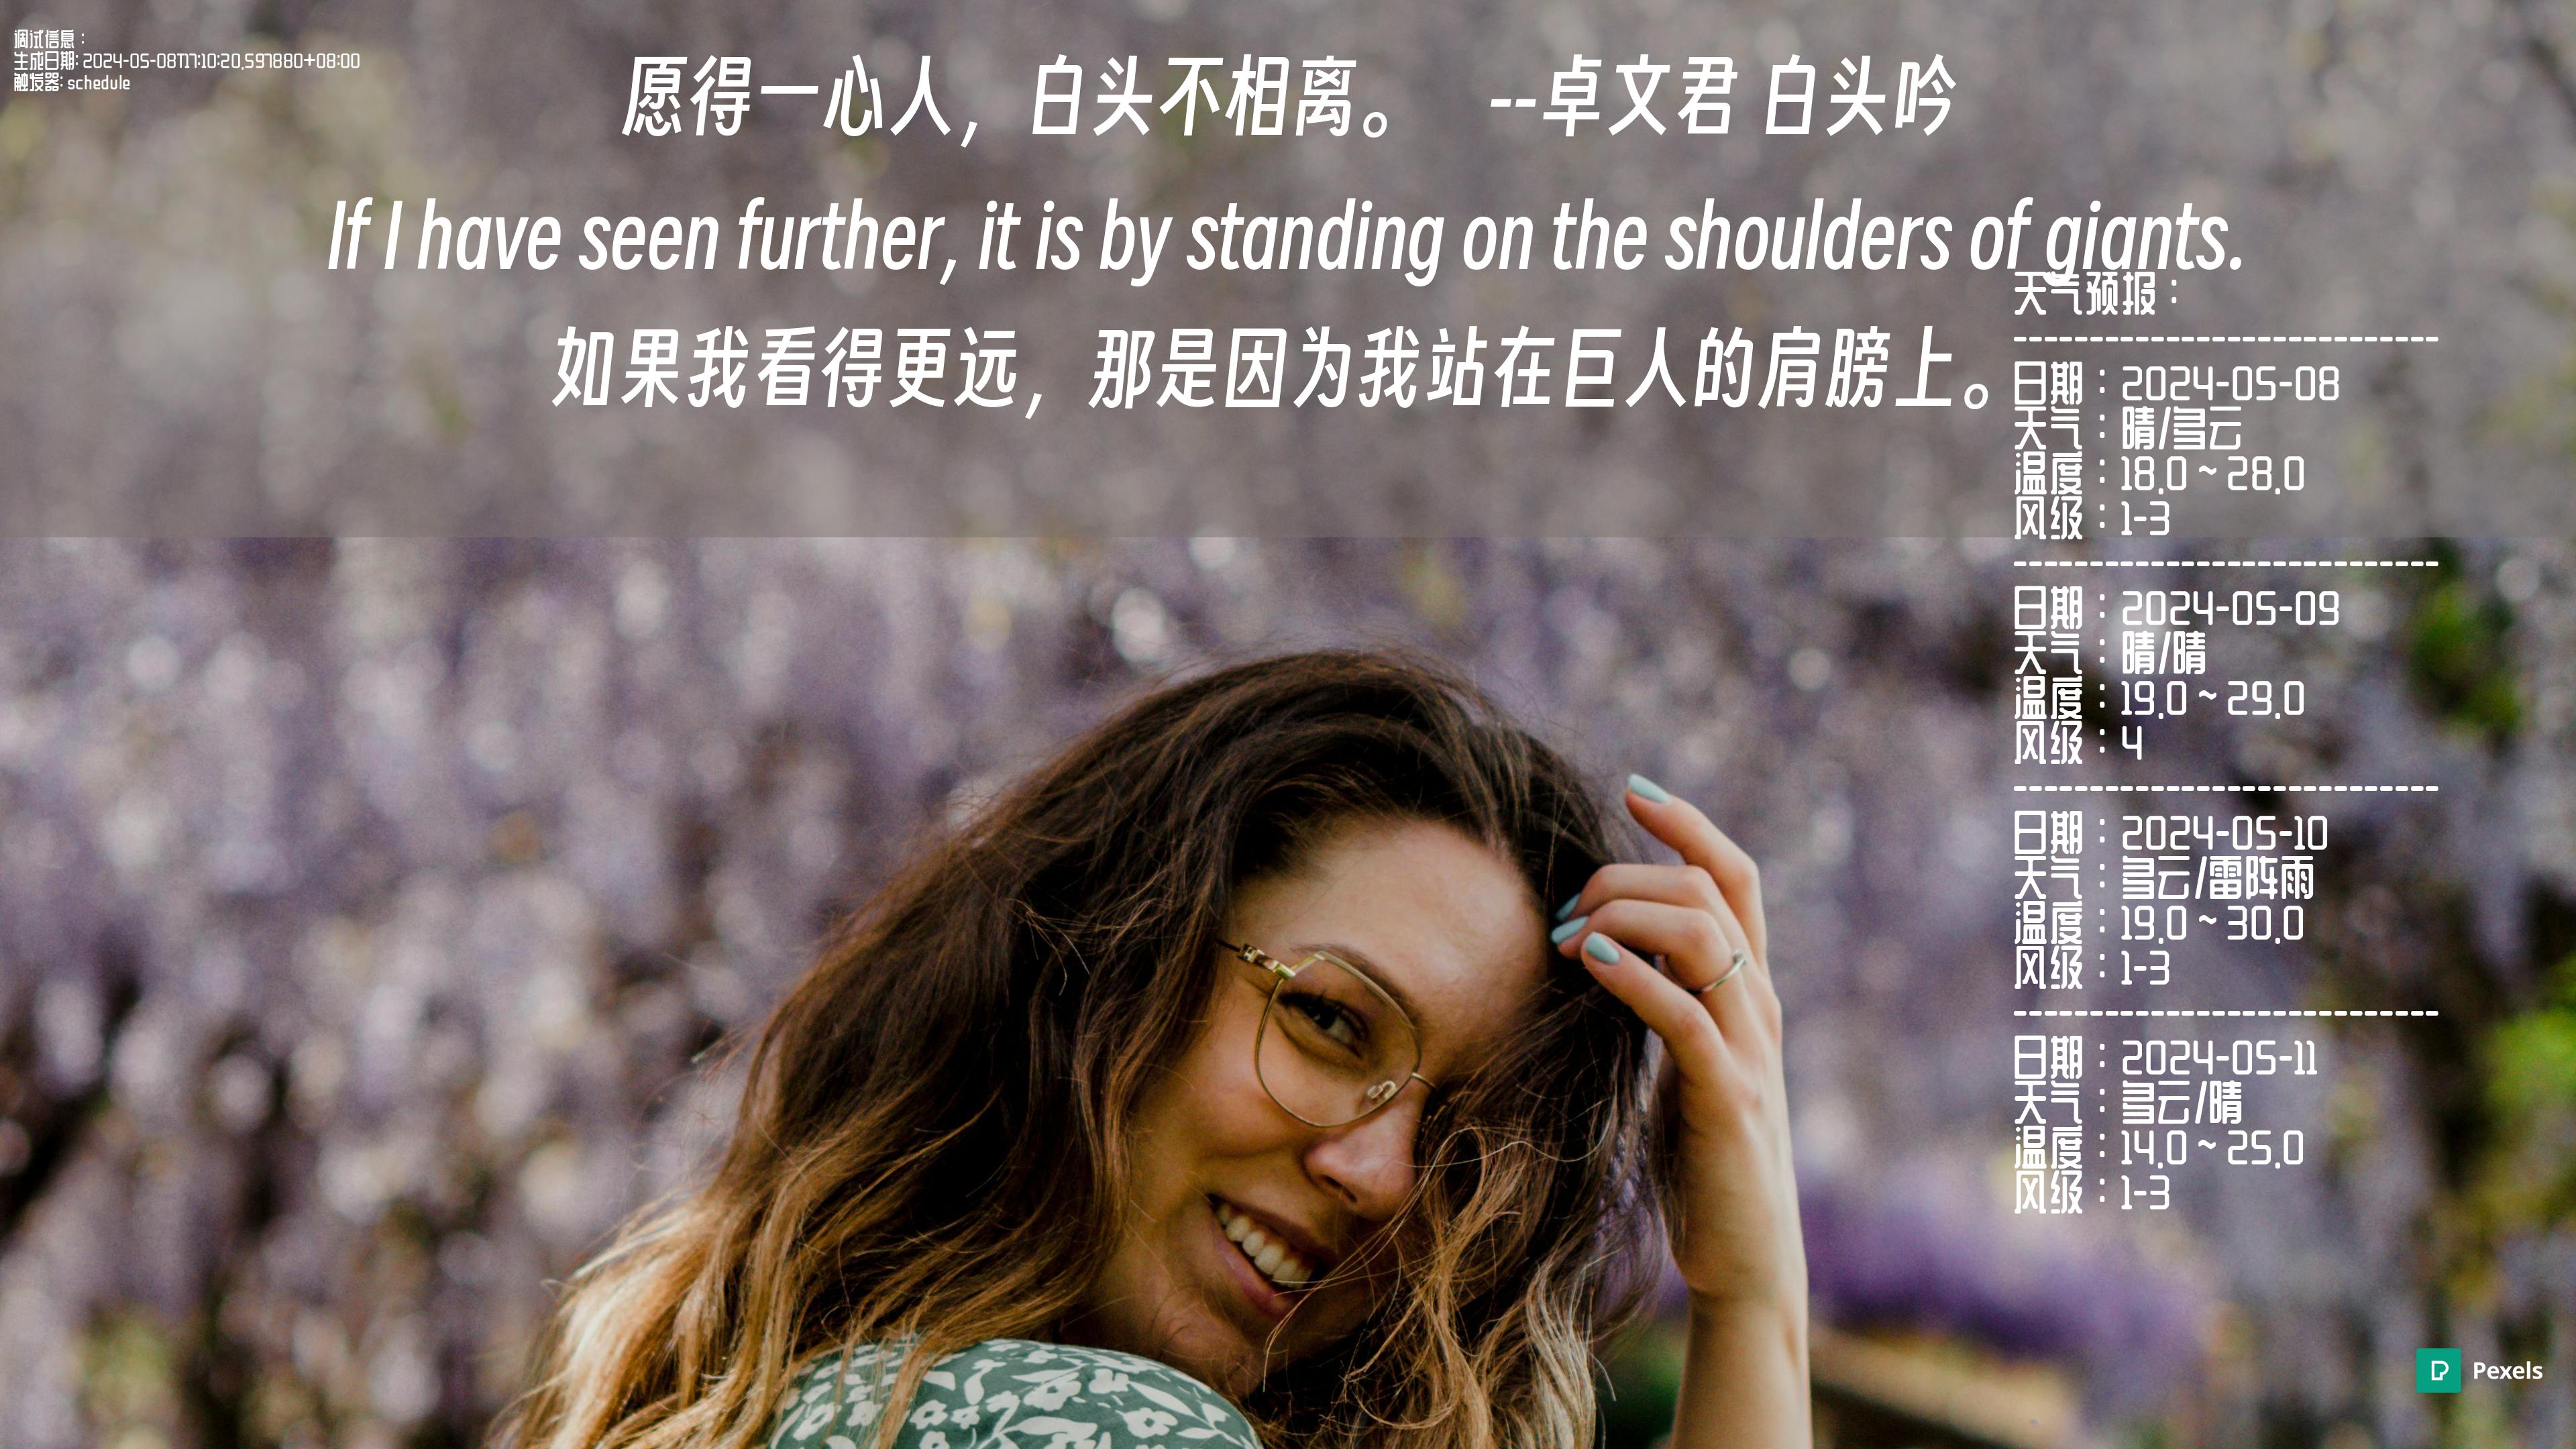 调试信息：
生成日期: 2024-05-08T17:10:20.597880+08:00
触发器: schedule
愿得一心人，白头不相离。 --卓文君 白头吟
If I have seen further, it is by standing on the shoulders of giants.
如果我看得更远，那是因为我站在巨人的肩膀上。
天气预报：
----------------------------
日期：2024-05-08
天气：晴/多云
温度：18.0 ~ 28.0
风级：1-3
----------------------------
日期：2024-05-09
天气：晴/晴
温度：19.0 ~ 29.0
风级：4
----------------------------
日期：2024-05-10
天气：多云/雷阵雨
温度：19.0 ~ 30.0
风级：1-3
----------------------------
日期：2024-05-11
天气：多云/晴
温度：14.0 ~ 25.0
风级：1-3
Pexels